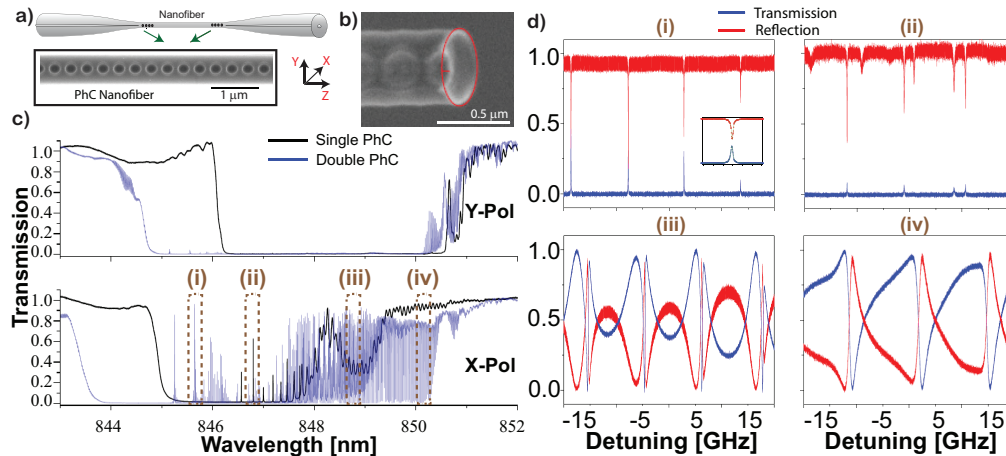 a)
Nanofiber
PhC Nanofiber
1 μm
Y
X
Z
b)
0.5 μm
c)
Single PhC
Double PhC
Transmission
1.0
0.8
0.6
0.4
0.2
0.0
Y-Pol
1.0
0.8
0.6
0.4
0.2
0.0
(i)
(ii)
(iii)
(iv)
X-Pol
844
846
848
850
852
Wavelength [nm]
d)
Transmission
Reflection
(i)
(ii)
1.0
0.5
0.0
(iii)
(iv)
1.0
0.5
0
-15
-5
5
15
-15
-5
5
15
Detuning [GHz]
Detuning [GHz]